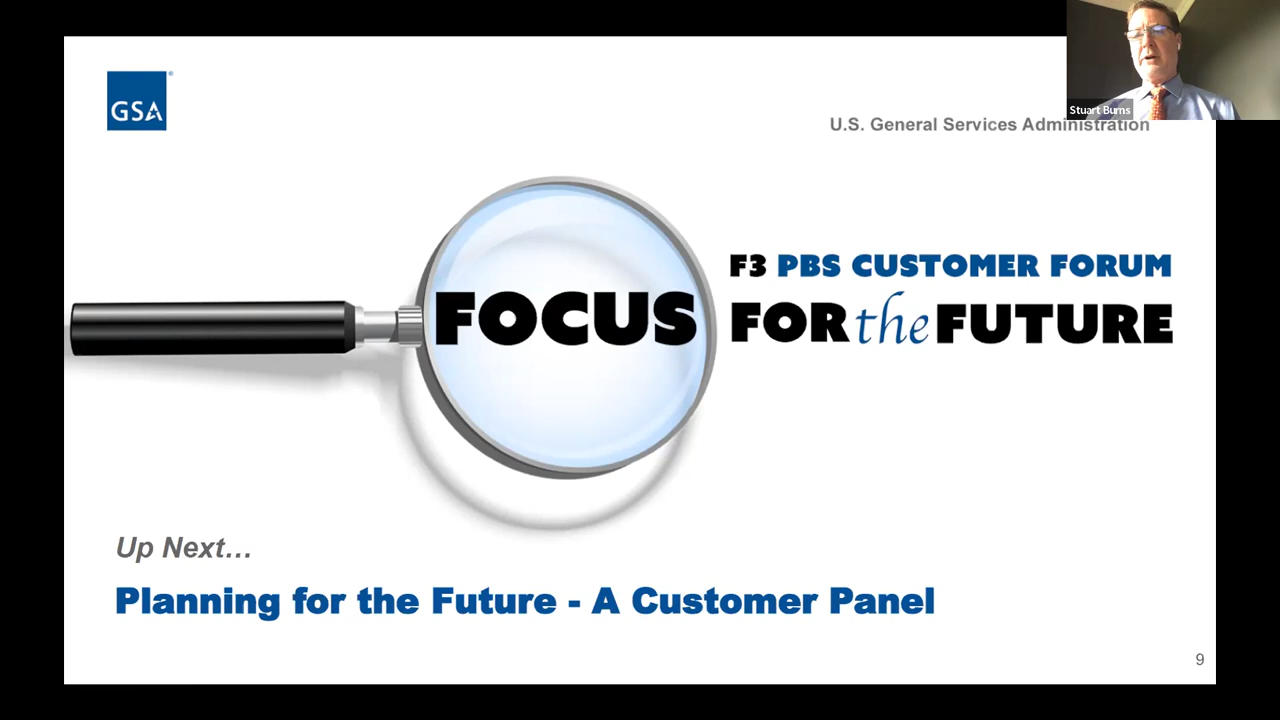 GSA
®
Stuart Burns
U.S. General Services Administration
F3 PBS CUSTOMER FORUM
FOCUS FOR the FUTURE
Up Next...
Planning for the Future - A Customer Panel
9